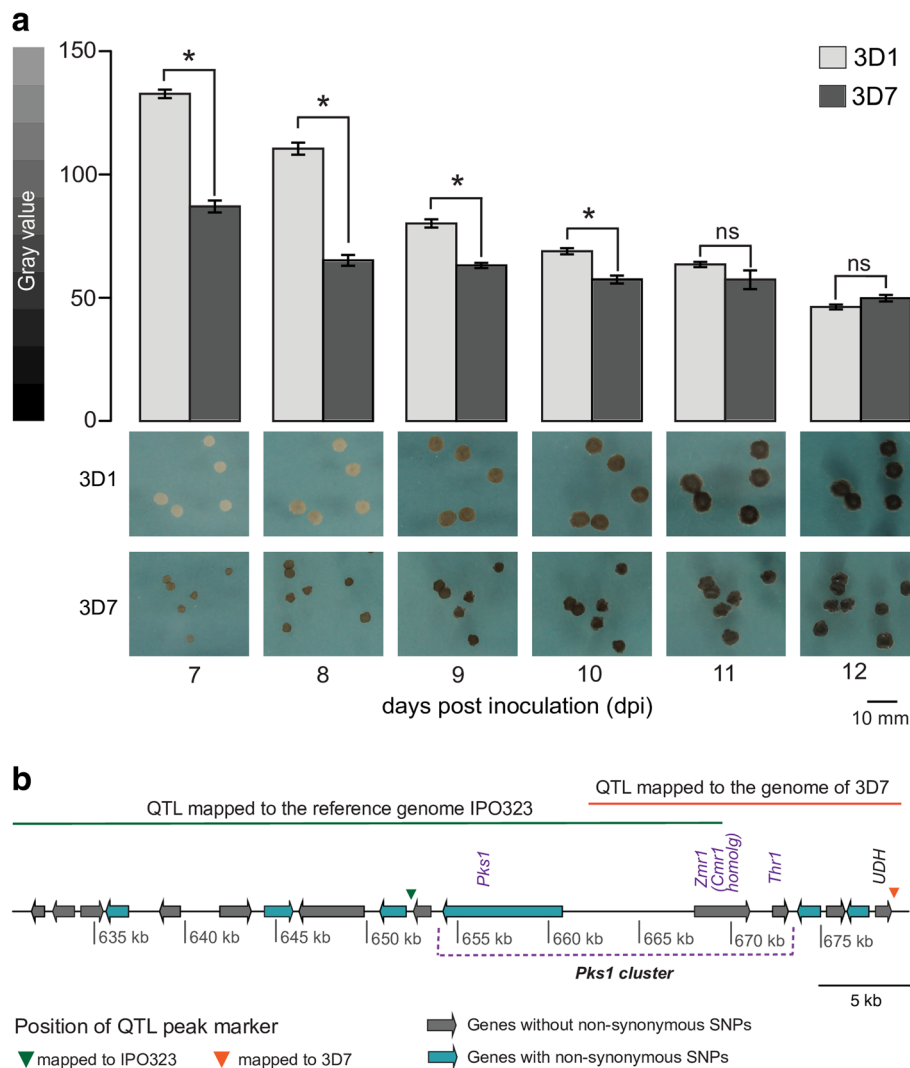 a
150
100
50
0
Gray value
3D1
3D7
*
*
*
*
ns
ns
3D1
3D7
7 8 9 10 11 12
days post inoculation (dpi)
10 mm
b
QTL mapped to the reference genome IPO323
QTL mapped to the genome of 3D7
Pks1
Zmr1
(Cmr1
homolg)
Thr1
UDH
635 kb 640 kb 645 kb 650 kb 655 kb 660 kb 665 kb 670 kb 675 kb
Pks1 cluster
5 kb
Position of QTL peak marker
mapped to IPO323 mapped to 3D7
Genes without non-synonymous SNPs
Genes with non-synonymous SNPs